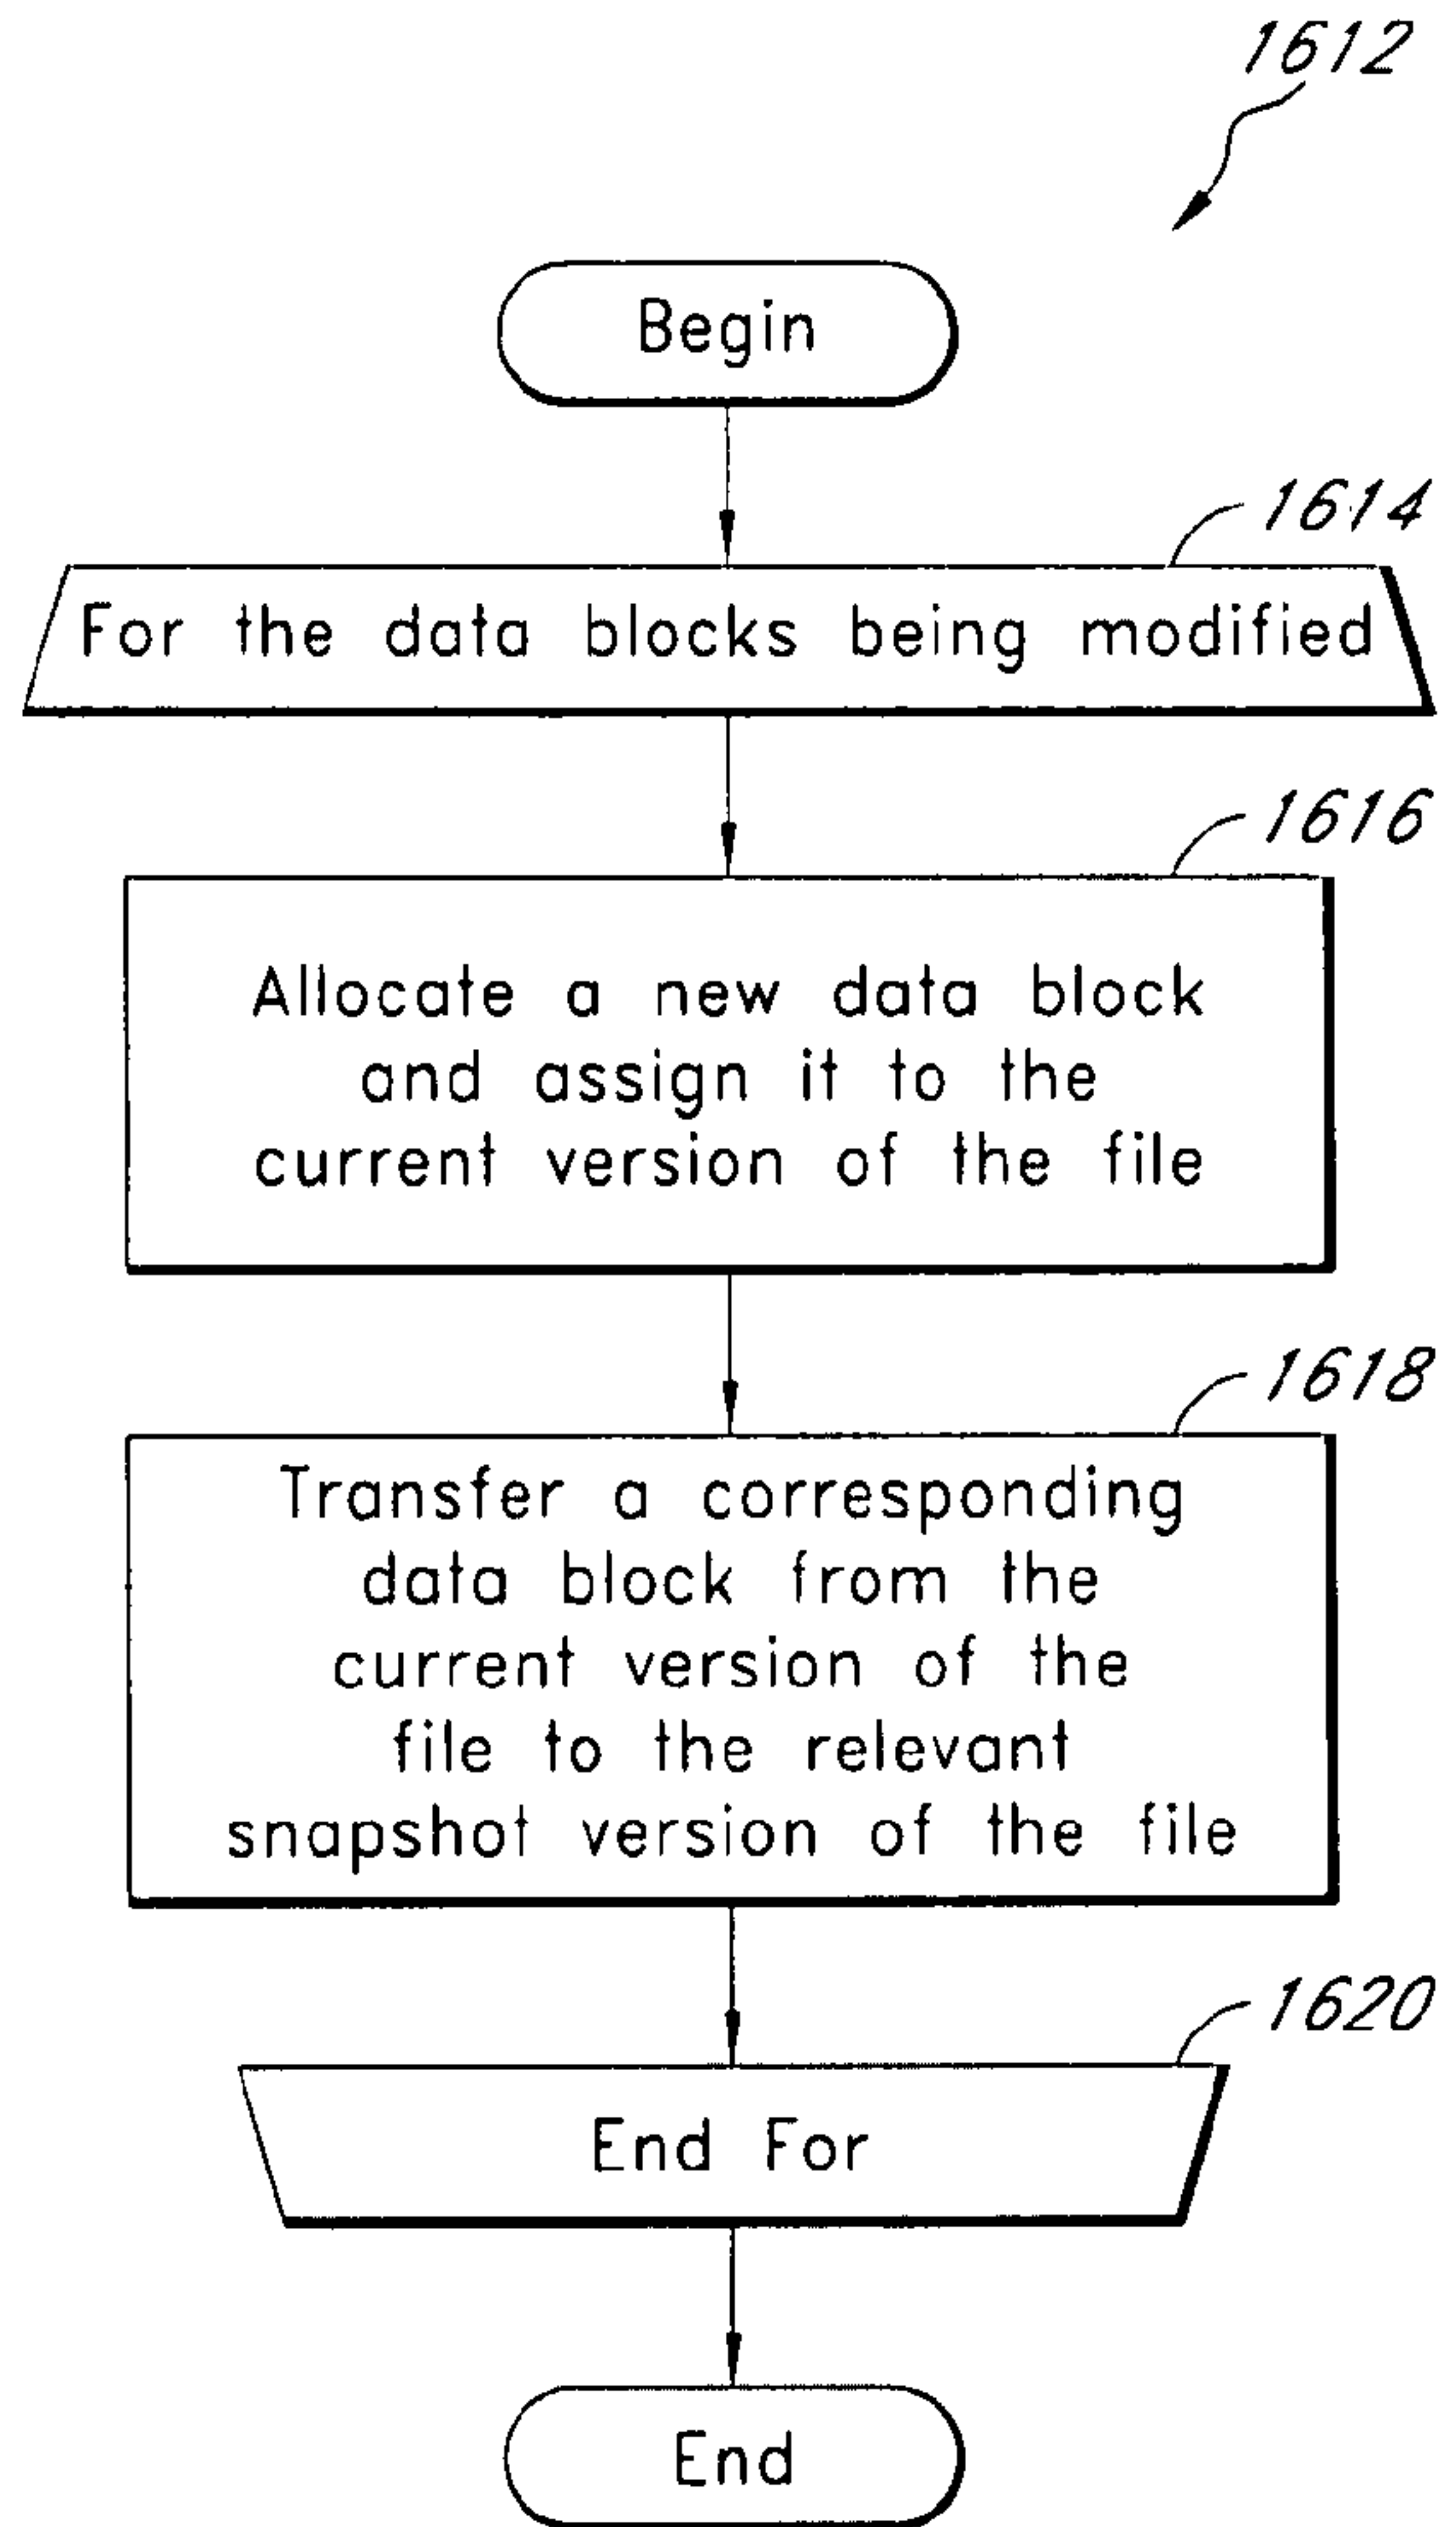 1612
Begin
1614
For the data blocks being modified
1616
Allocate a new data block
and assign it to the
current version of the file
1618
Transfer a corresponding
data block from the
current version of the
file to the relevant
snapshot version of the file
1620
End For
End